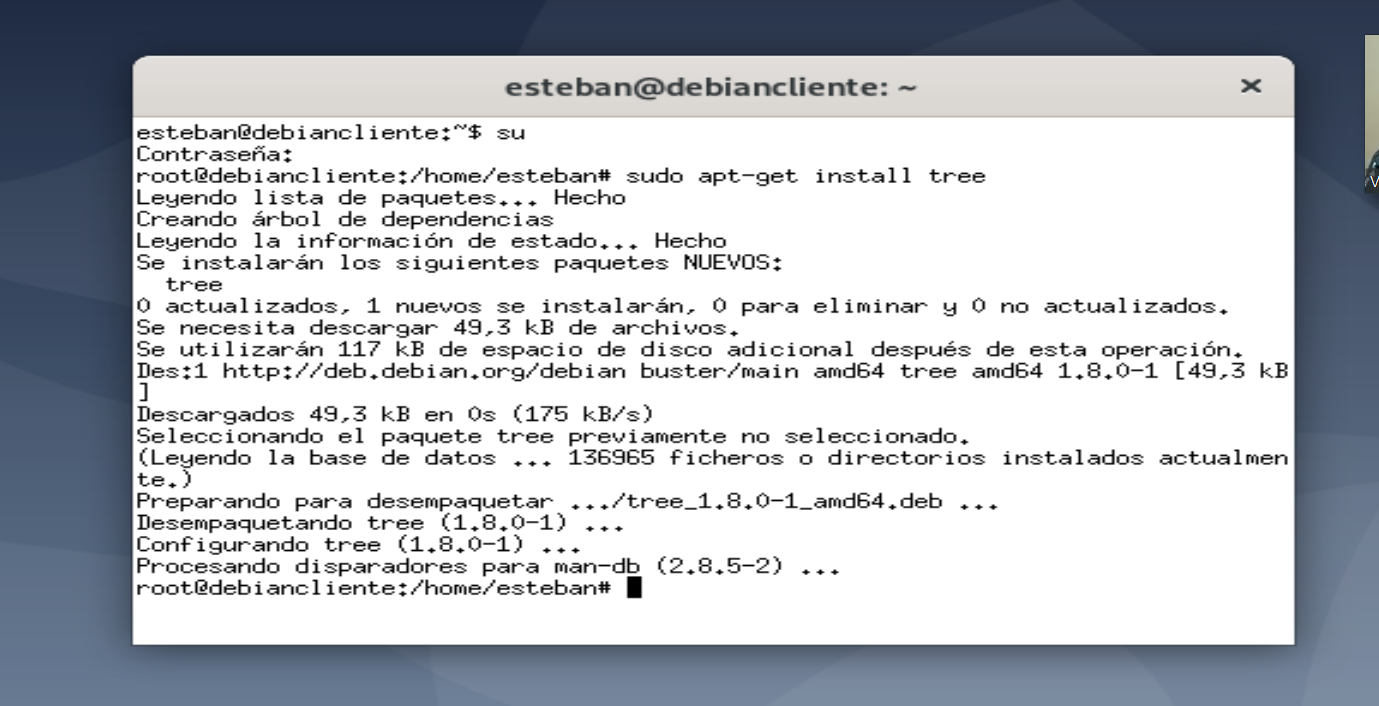 esteban@debiancliente: ~
esteban@debiancliente:~$ su
Contraseña:
root@debiancliente:/home/esteban# sudo apt-get install tree
Leyendo lista de paquetes... Hecho
Creando árbol de dependencias
Leyendo la información de estado... Hecho
Se instalarán los siguientes paquetes NUEVOS:
  tree
0 actualizados, 1 nuevos se instalarán, 0 para eliminar y 0 no actualizados.
Se necesita descargar 49,3 kB de archivos.
Se utilizarán 117 kB de espacio de disco adicional después de esta operación.
Des:1 http://deb.debian.org/debian buster/main amd64 tree amd64 1.8.0-1 [49,3 kB
]
Descargados 49,3 kB en 0s (175 kB/s)
Seleccionando el paquete tree previamente no seleccionado.
(Leyendo la base de datos ... 136965 ficheros o directorios instalados actualmen
te.)
Preparando para desempaquetar .../tree_1.8.0-1_amd64.deb ...
Desempaquetando tree (1.8.0-1) ...
Configurando tree (1.8.0-1) ...
Procesando disparadores para man-db (2.8.5-2) ...
root@debiancliente:/home/esteban#